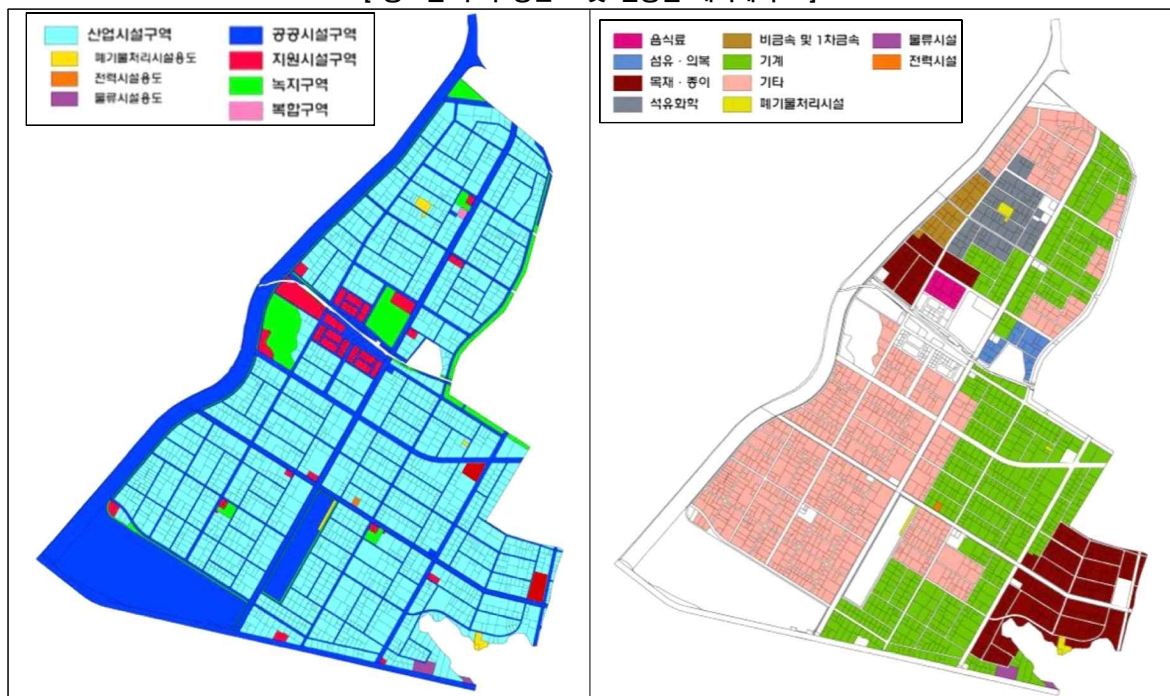 산업시설구역
폐기물처리시설용도
전력시설용도
물류시설용도
공공시설구역
지원시설구역
녹지구역
복합구역
음식료
섬유ㆍ의복
목재ㆍ종이
석유화학
비금속 및 1차금속
기계
기타
폐기물처리시설
물류시설
전력시설